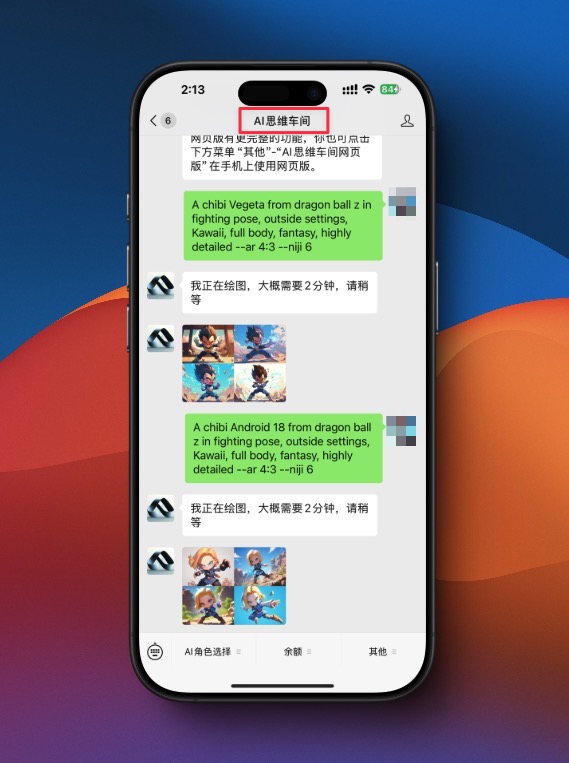 2:13
84
6
AI思维车间
网页版有更完整的功能，你也可点击
下方菜单“其他”-“AI思维车间网页
版”在手机上使用网页版。
A chibi Vegeta from dragon ball z in
fighting pose, outside settings,
Kawaii, full body, fantasy, highly
detailed --ar 4:3 --niji 6
我正在绘图，大概需要2分钟，请稍
等
A chibi Android 18 from dragon ball
z in fighting pose, outside settings,
Kawaii, full body, fantasy, highly
detailed --ar 4:3 --niji 6
我正在绘图，大概需要2分钟，请稍
等
AI角色选择
余额
其他